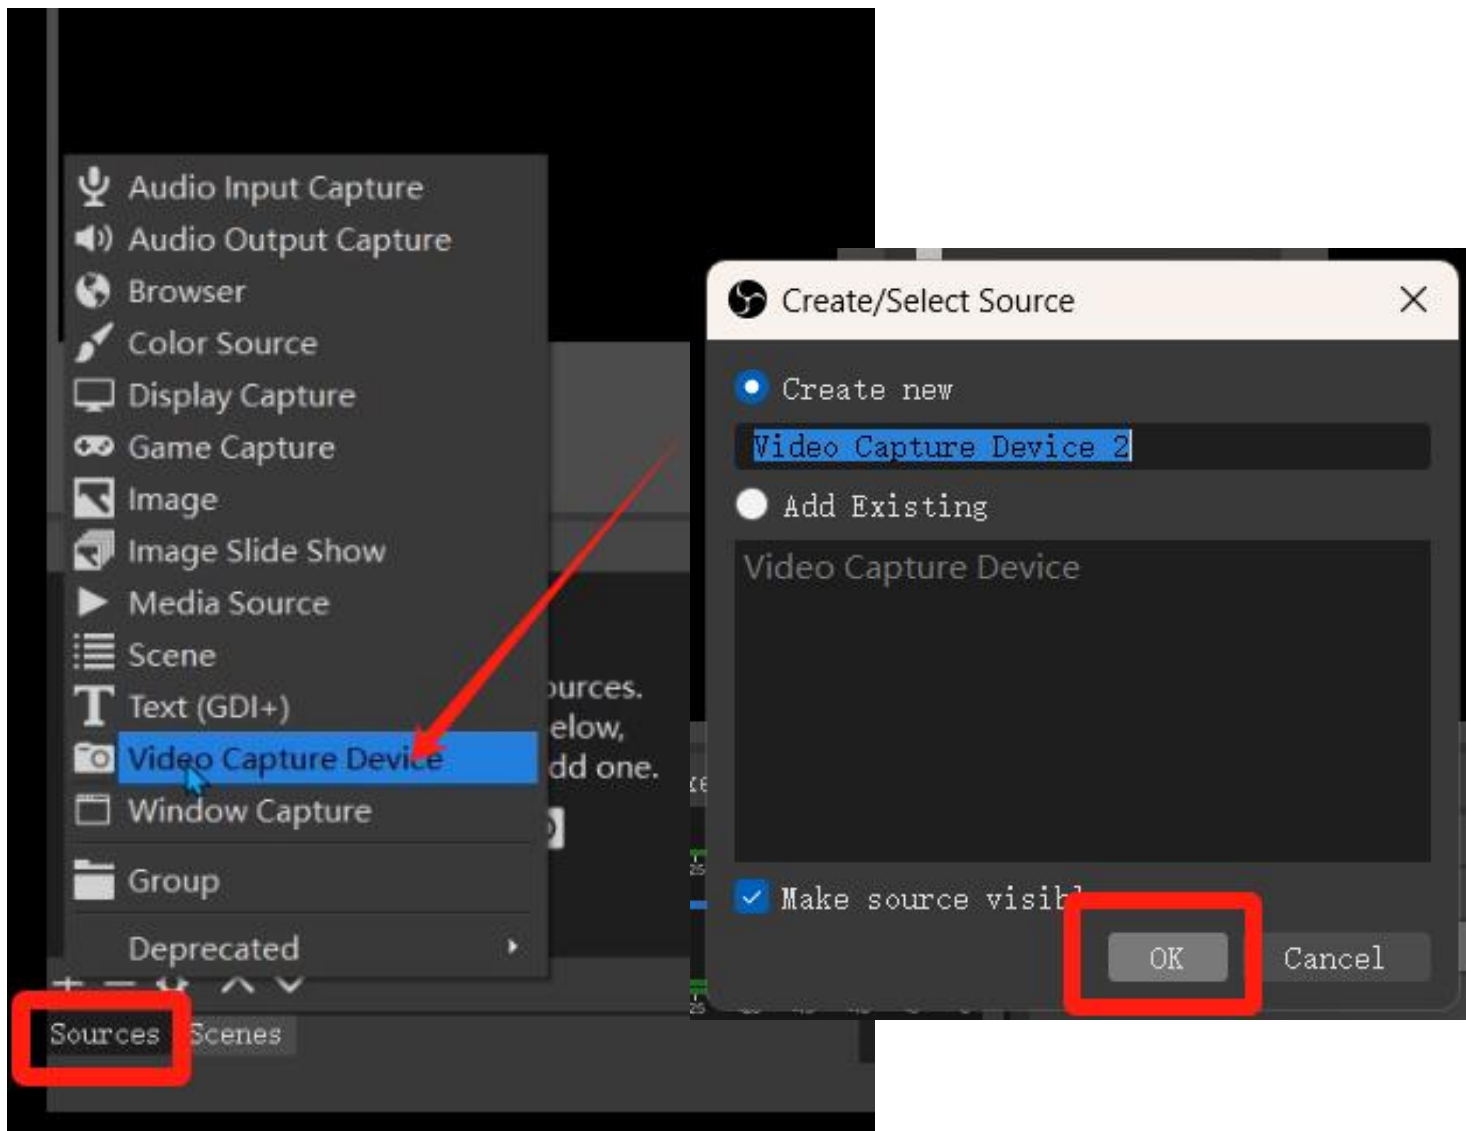 Audio Input Capture
Audio Output Capture
Browser
Color Source
Display Capture
Game Capture
Image
Image Slide Show
Media Source
Scene
Text (GDI+)
Video Capture Device
Window Capture
Group
Deprecated
ources.
elow,
dd one.
Sources
Scenes
Create/Select Source
Create new
Video Capture Device 2
Add Existing
Video Capture Device
Make source visibl
OK
Cancel